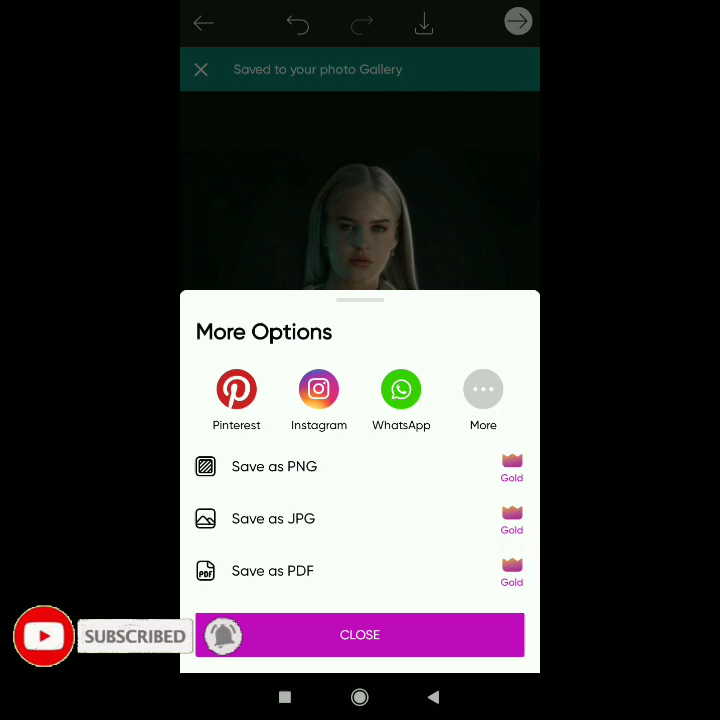 Saved to your photo Gallery
More Options
Pinterest Instagram WhatsApp More
Save as PNG Gold
Save as JPG Gold
PDF Save as PDF Gold
SUBSCRIBED
CLOSE